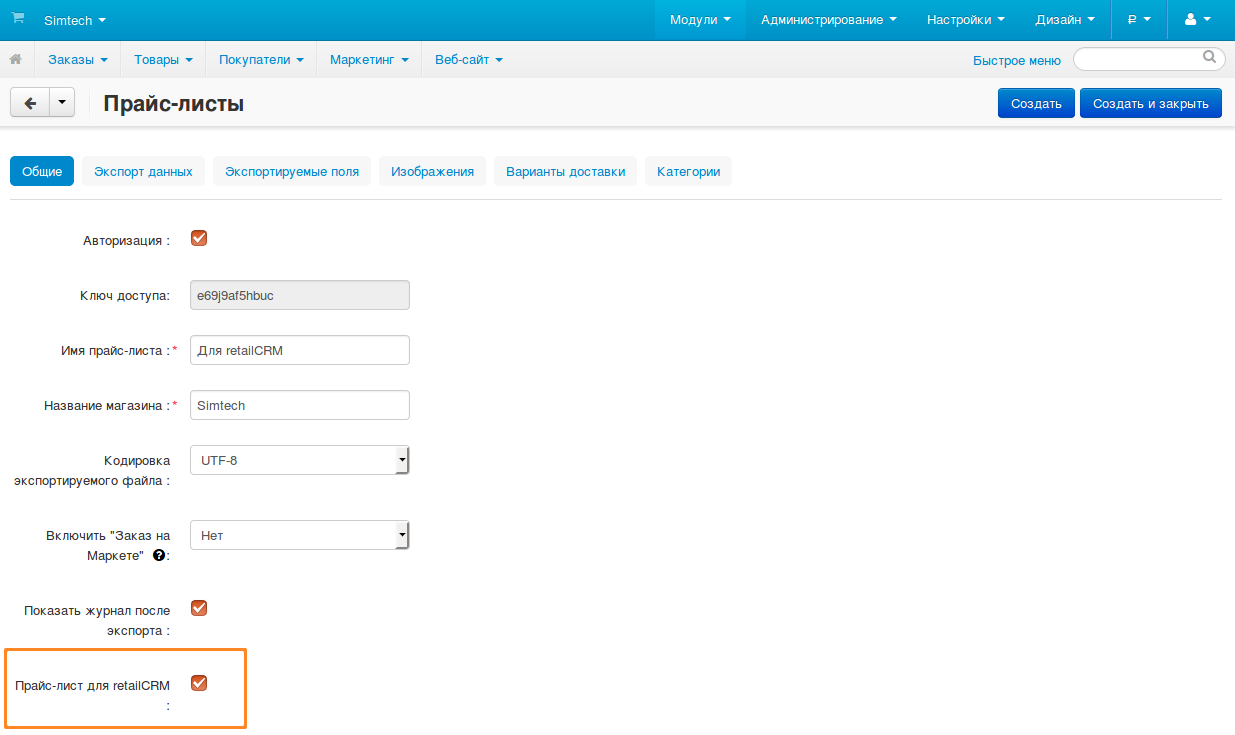 Simtech Модули Администрирование Настройки Дизайн ₽
Заказы Товары Покупатели Маркетинг Веб-сайт Быстрое меню
Прайс-листы Создать Создать и закрыть
Общие Экспорт данных Экспортируемые поля Изображения Варианты доставки Категории
Авторизация :
Ключ доступа: e69j9af5hbuc
Имя прайс-листа :* Для retailCRM
Название магазина :* Simtech
Кодировка UTF-8
экспортируемого файла :
Включить "Заказ на Нет
Маркете" ?:
Показать журнал после
экспорта :
Прайс-лист для retailCRM
: